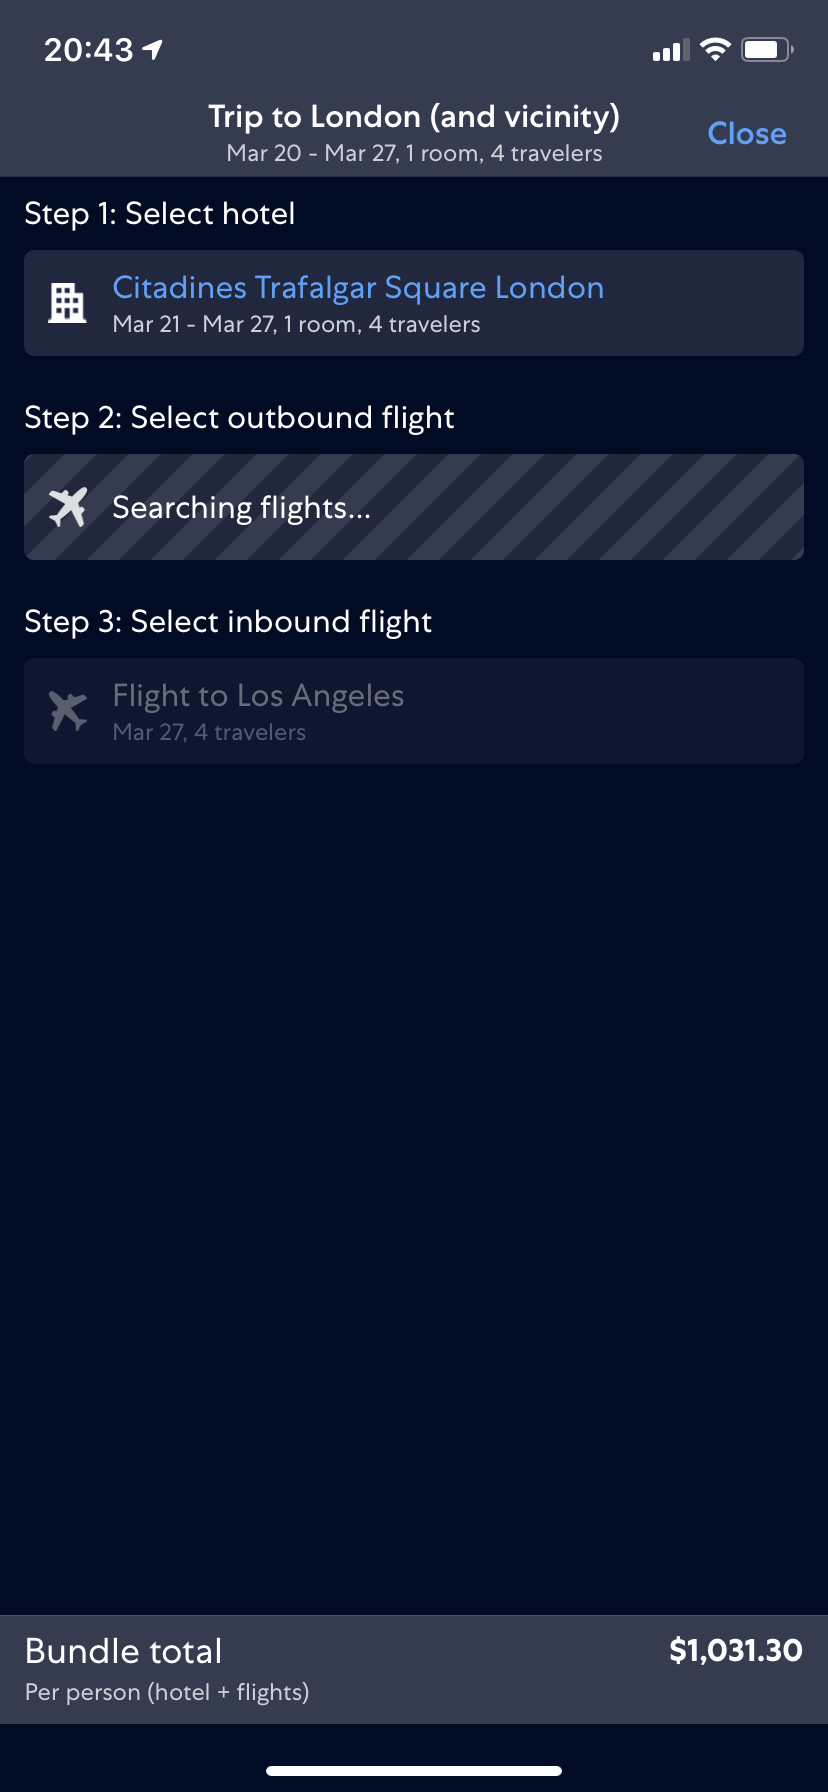 20:43
Trip to London (and vicinity)
Mar 20 - Mar 27, 1 room, 4 travelers
Close
Step 1: Select hotel
Citadines Trafalgar Square London
Mar 21 - Mar 27, 1 room, 4 travelers
Step 2: Select outbound flight
Searching flights...
Step 3: Select inbound flight
Flight to Los Angeles
Mar 27, 4 travelers
Bundle total
$1,031.30
Per person (hotel + flights)